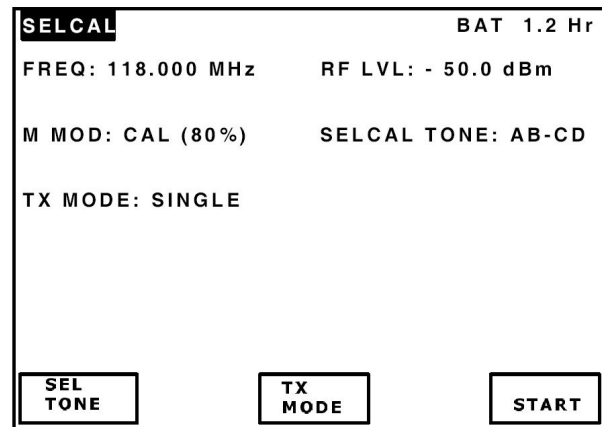 SELCAL BAT 1.2 Hr
FREQ: 118.000 MHz RF LVL: - 50.0 dBm
M MOD: CAL (80%) SELCAL TONE: AB-CD
TX MODE: SINGLE
SEL TONE
TX MODE
START